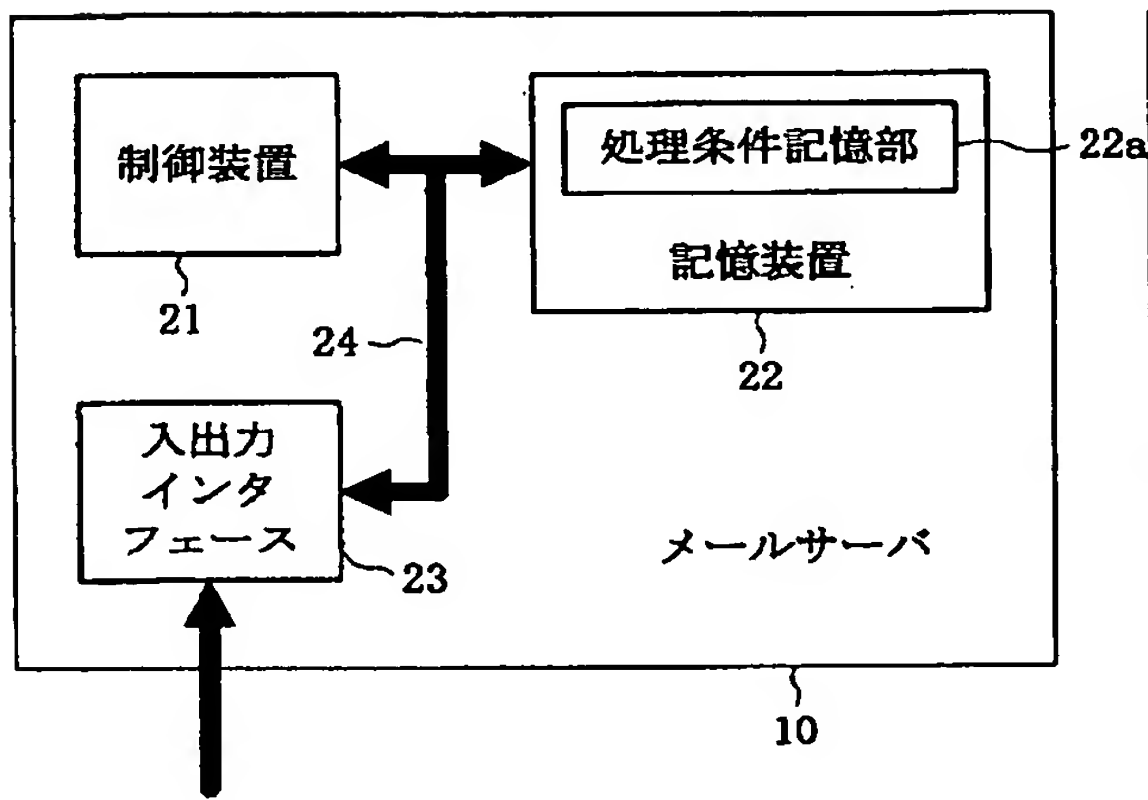 制御装置
処理条件記憶部
22a
記憶装置
21
24
22
入出力
インタ
フェース
メールサーバ
23
10